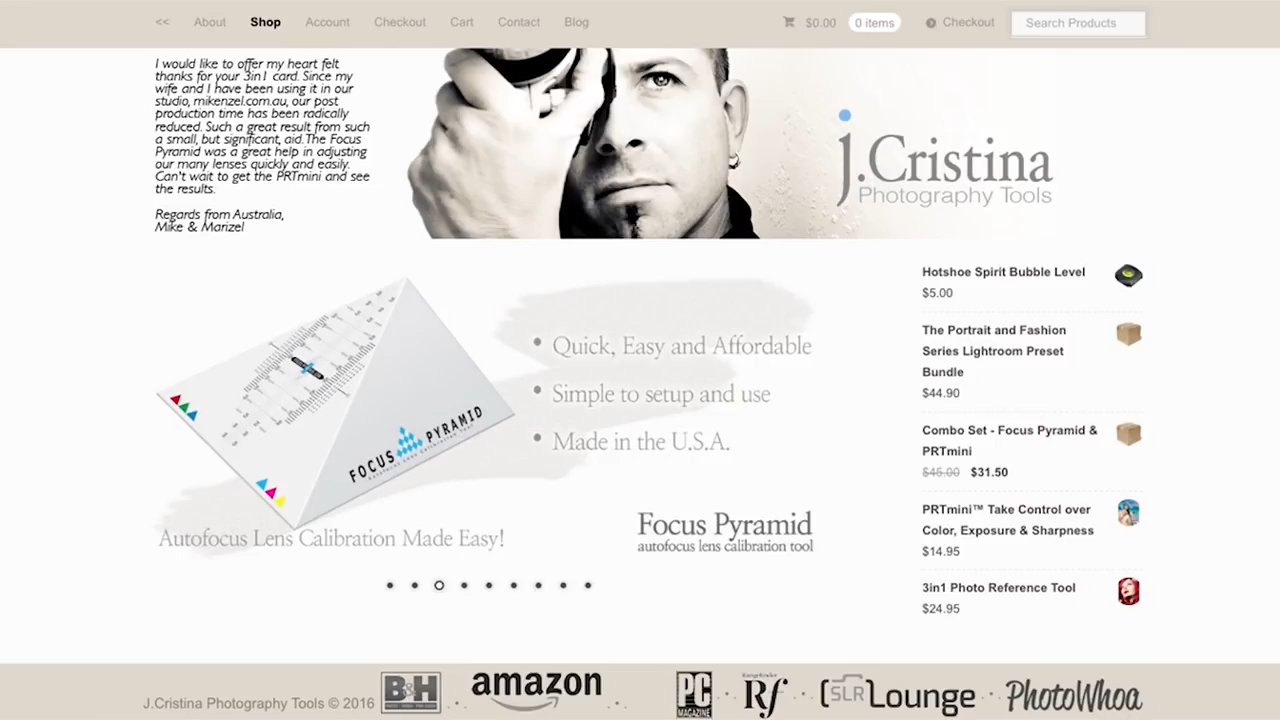 << About Shop Account Checkout Cart Contact Blog $0.00 0 items Checkout Search Products
I would like to offer my heart felt
thanks for your 3in1 card. Since my
wife and I have been using it in our
studio, mikenzel.com.au, our post
production time has been radically
reduced. Such a great result from such
a small, but significant, aid. The Focus
Pyramid was a great help in adjusting
our many lenses quickly and easily.
Can't wait to get the PRTmini and see
the results.
Regards from Australia,
Mike & Marizel
j.Cristina
Photography Tools
FOCUS PYRAMID
• Quick, Easy and Affordable
• Simple to setup and use
• Made in the U.S.A.
Autofocus Lens Calibration Made Easy!
Focus Pyramid
autofocus lens calibration tool
Hotshoe Spirit Bubble Level
$5.00
The Portrait and Fashion
Series Lightroom Preset
Bundle
$44.90
Combo Set - Focus Pyramid &
PRTmini
$45.00 $31.50
PRTmini™ Take Control over
Color, Exposure & Sharpness
$14.95
3in1 Photo Reference Tool
$24.95
J.Cristina Photography Tools © 2016
B&H
amazon
PC
MAGAZINE
Rf
SLR Lounge
PhotoWhoa